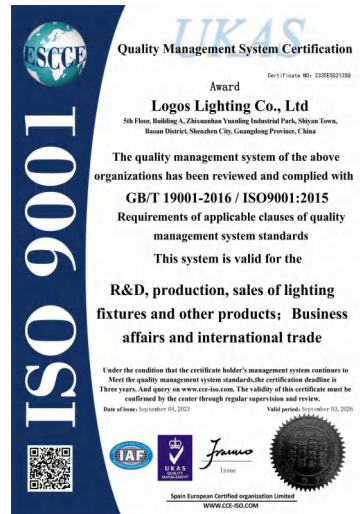 UKAS
ESCCE
Quality Management System Certification
Certificate NO: 2335ESO2135Q
Award
Logos Lighting Co., Ltd
5th Floor, Building A, Zhixuanhan Yuanling Industrial Park, Shiyan Town,
Baoan District, Shenzhen City, Guangdong Province, China
The quality management system of the above
organizations has been reviewed and complied with
GB/T 19001-2016 / ISO9001:2015
Requirements of applicable clauses of quality
management system standards
This system is valid for the
R&D, production, sales of lighting
fixtures and other products; Business
affairs and international trade
Under the condition that the certificate holder's management system continues to
Meet the quality management system standards,the certification deadline is
Three years. And query on www.cce-iso.com. The validity of this certificate must be
confirmed by the center through regular supervision and review.
Date of issue: September 04, 2023
Valid period: September 03, 2026
ISO 9001
IAF
UKAS
QUALITY
MANAGEMENT
Issue
Spain European Certified organization Limited
WWW.CCE-ISO.COM